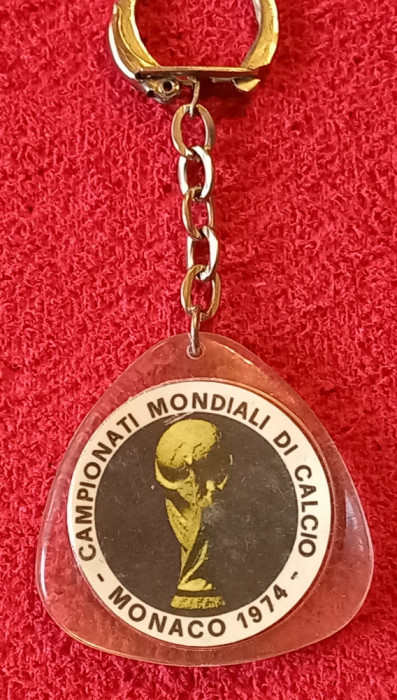 CAMPIONATI MONDIALI DI CALCIO
- MONACO 1974 -